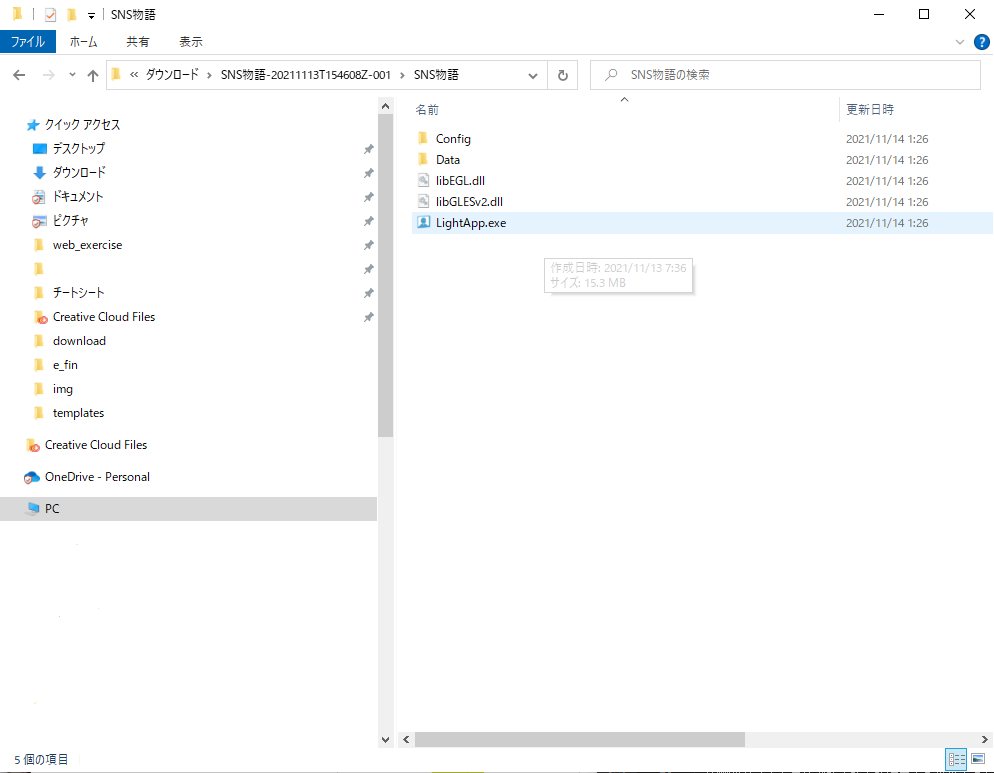 SNS物語
ファイル ホーム 共有 表示
« ダウンロード › SNS物語-20211113T154608Z-001 › SNS物語
SNS物語の検索
クイック アクセス
デスクトップ
ダウンロード
ドキュメント
ピクチャ
web_exercise
チートシート
Creative Cloud Files
download
e_fin
img
templates
Creative Cloud Files
OneDrive - Personal
PC
名前 更新日時
Config 2021/11/14 1:26
Data 2021/11/14 1:26
libEGL.dll 2021/11/14 1:26
libGLESv2.dll 2021/11/14 1:26
LightApp.exe 2021/11/14 1:26
作成日時: 2021/11/13 7:36
サイズ: 15.3 MB
5 個の項目